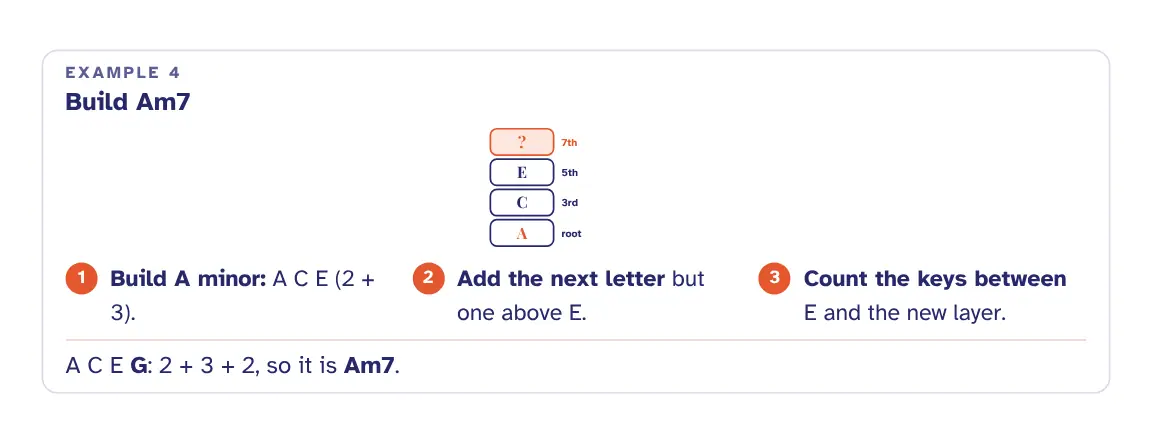 EXAMPLE 4
Build Am7
? 7th
E 5th
C 3rd
A root
1 Build A minor: A C E (2 +
3).
2 Add the next letter but
one above E.
3 Count the keys between
E and the new layer.
A C E G: 2 + 3 + 2, so it is Am7.